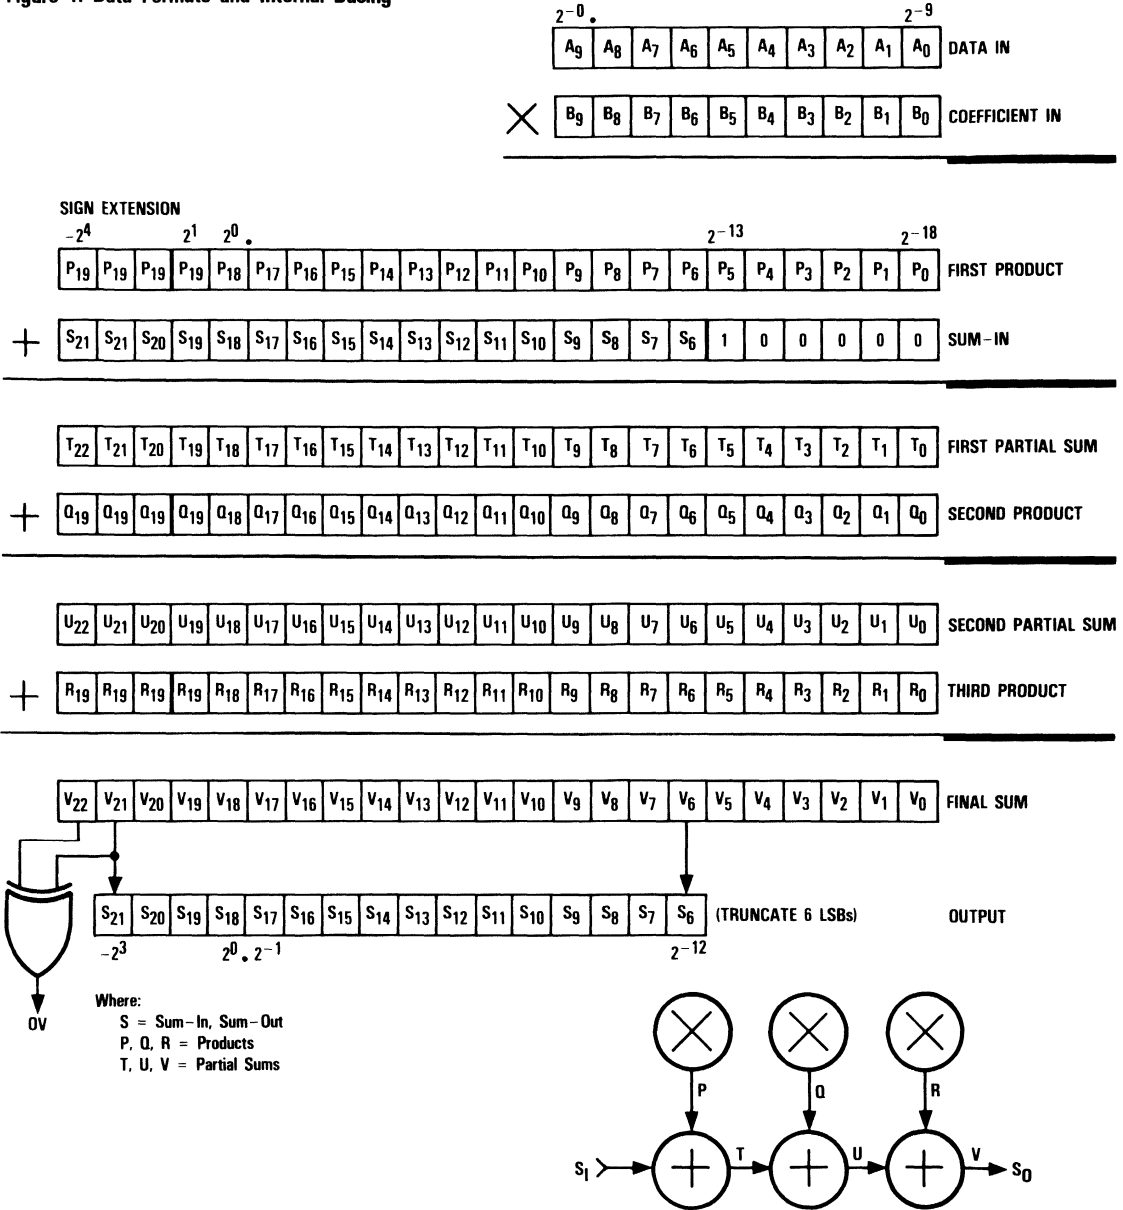 Figure 1. Data Formats and Internal Busing
2⁻⁰. 2⁻⁹
A₉ A₈ A₇ A₆ A₅ A₄ A₃ A₂ A₁ A₀ DATA IN
× B₉ B₈ B₇ B₆ B₅ B₄ B₃ B₂ B₁ B₀ COEFFICIENT IN
SIGN EXTENSION
−2⁴ 2¹ 2⁰. 2⁻¹³ 2⁻¹⁸
P₁₉ P₁₉ P₁₉ P₁₉ P₁₈ P₁₇ P₁₆ P₁₅ P₁₄ P₁₃ P₁₂ P₁₁ P₁₀ P₉ P₈ P₇ P₆ P₅ P₄ P₃ P₂ P₁ P₀ FIRST PRODUCT
+ S₂₁ S₂₁ S₂₀ S₁₉ S₁₈ S₁₇ S₁₆ S₁₅ S₁₄ S₁₃ S₁₂ S₁₁ S₁₀ S₉ S₈ S₇ S₆ 1 0 0 0 0 0 SUM-IN
T₂₂ T₂₁ T₂₀ T₁₉ T₁₈ T₁₇ T₁₆ T₁₅ T₁₄ T₁₃ T₁₂ T₁₁ T₁₀ T₉ T₈ T₇ T₆ T₅ T₄ T₃ T₂ T₁ T₀ FIRST PARTIAL SUM
+ Q₁₉ Q₁₉ Q₁₉ Q₁₉ Q₁₈ Q₁₇ Q₁₆ Q₁₅ Q₁₄ Q₁₃ Q₁₂ Q₁₁ Q₁₀ Q₉ Q₈ Q₇ Q₆ Q₅ Q₄ Q₃ Q₂ Q₁ Q₀ SECOND PRODUCT
U₂₂ U₂₁ U₂₀ U₁₉ U₁₈ U₁₇ U₁₆ U₁₅ U₁₄ U₁₃ U₁₂ U₁₁ U₁₀ U₉ U₈ U₇ U₆ U₅ U₄ U₃ U₂ U₁ U₀ SECOND PARTIAL SUM
+ R₁₉ R₁₉ R₁₉ R₁₉ R₁₈ R₁₇ R₁₆ R₁₅ R₁₄ R₁₃ R₁₂ R₁₁ R₁₀ R₉ R₈ R₇ R₆ R₅ R₄ R₃ R₂ R₁ R₀ THIRD PRODUCT
V₂₂ V₂₁ V₂₀ V₁₉ V₁₈ V₁₇ V₁₆ V₁₅ V₁₄ V₁₃ V₁₂ V₁₁ V₁₀ V₉ V₈ V₇ V₆ V₅ V₄ V₃ V₂ V₁ V₀ FINAL SUM
S₂₁ S₂₀ S₁₉ S₁₈ S₁₇ S₁₆ S₁₅ S₁₄ S₁₃ S₁₂ S₁₁ S₁₀ S₉ S₈ S₇ S₆ (TRUNCATE 6 LSBs) OUTPUT
−2³ 2⁰. 2⁻¹ 2⁻¹²
OV
Where:
S = Sum-In, Sum-Out
P, Q, R = Products
T, U, V = Partial Sums
P Q R
S_I T U V S_O